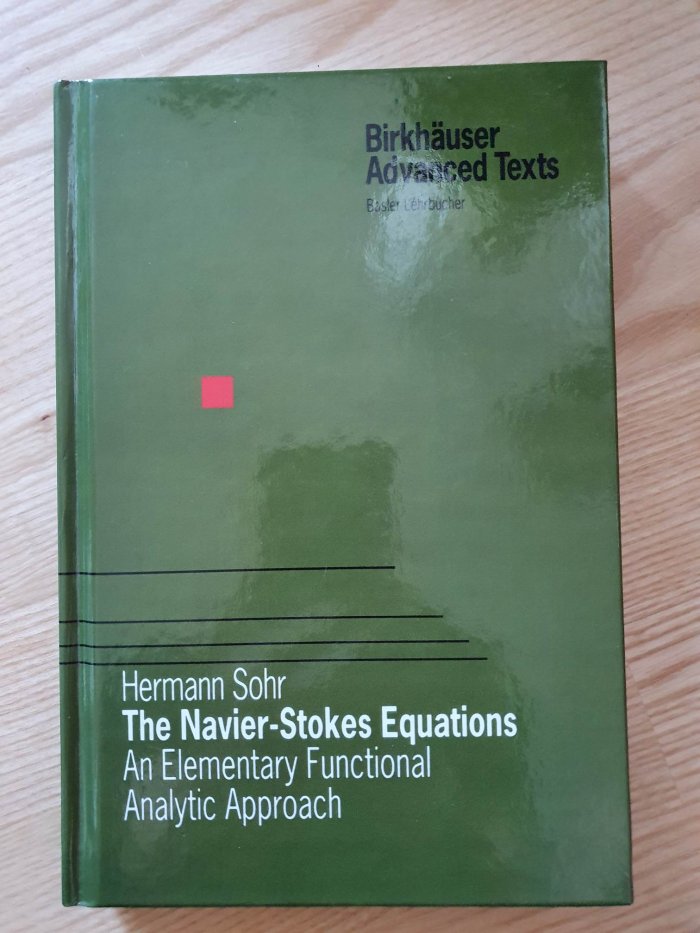 Birkhäuser
Advanced Texts
Basler Lehrbücher
Hermann Sohr
The Navier-Stokes Equations
An Elementary Functional
Analytic Approach